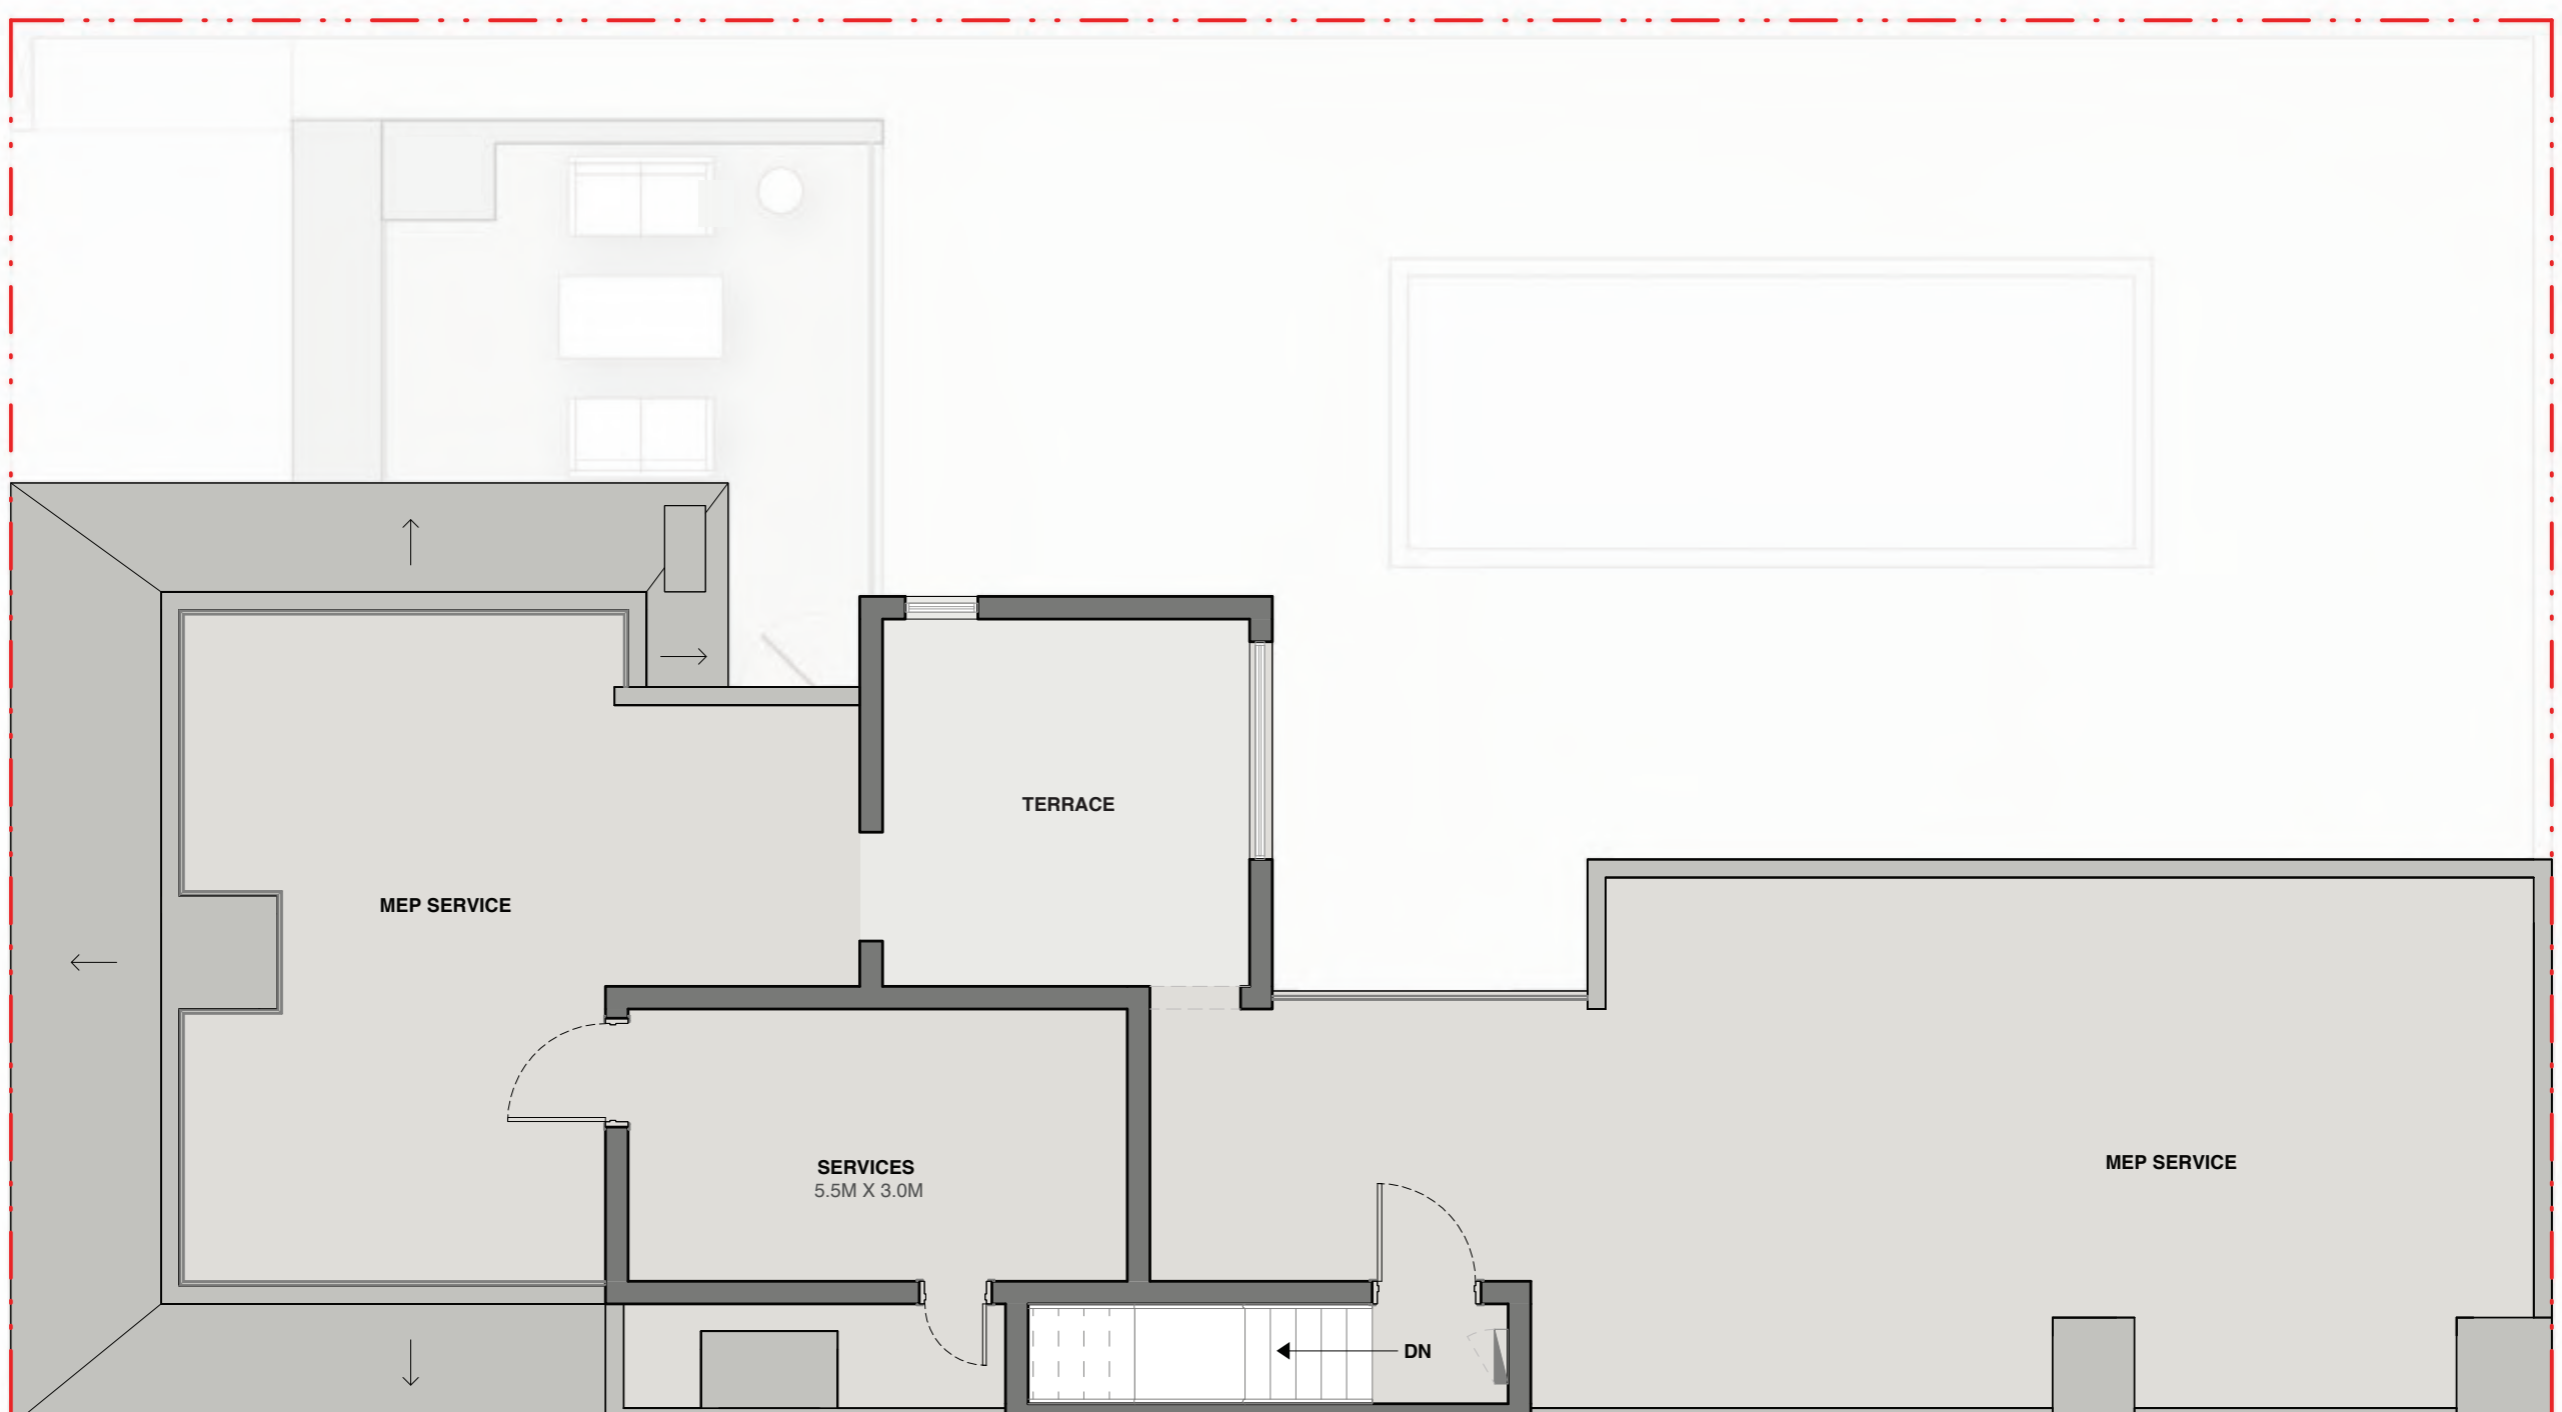 TERRACE
MEP SERVICE
SERVICES
5.5M X 3.0M
MEP SERVICE
DN